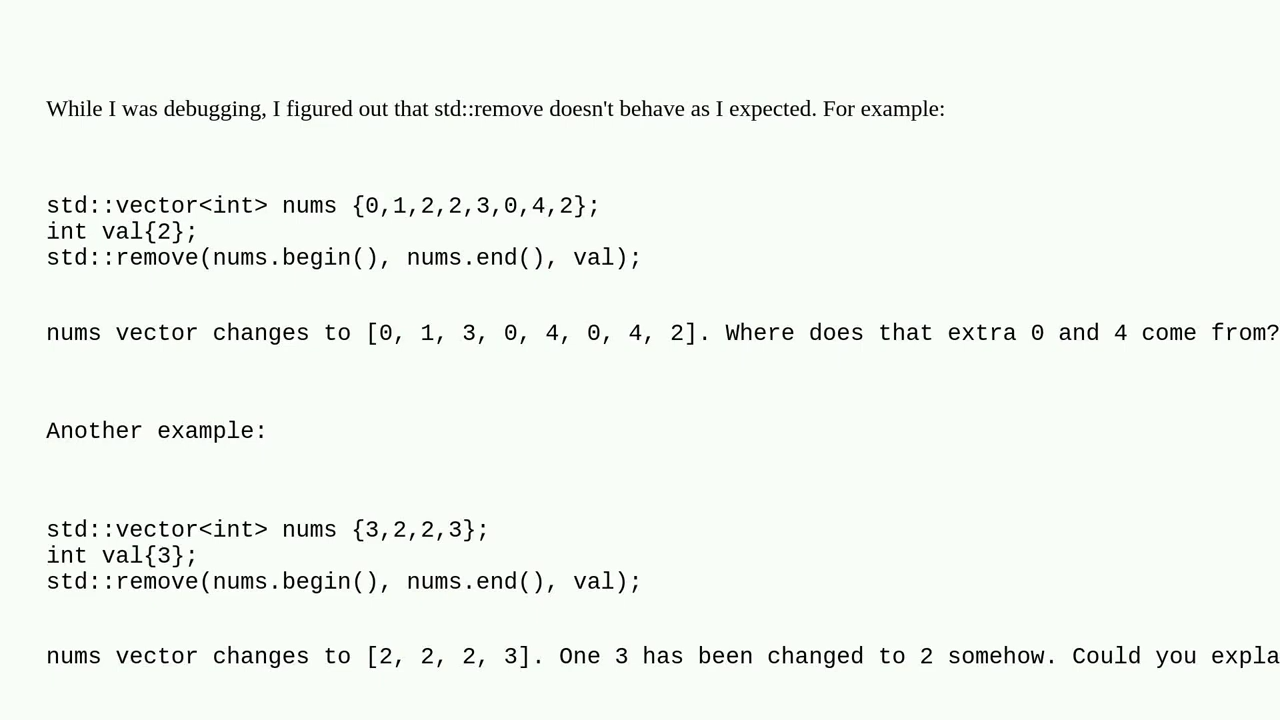 While I was debugging, I figured out that std::remove doesn't behave as I expected. For example:
std::vector<int> nums {0,1,2,2,3,0,4,2};
int val{2};
std::remove(nums.begin(), nums.end(), val);
nums vector changes to [0, 1, 3, 0, 4, 0, 4, 2]. Where does that extra 0 and 4 come from?
Another example:
std::vector<int> nums {3,2,2,3};
int val{3};
std::remove(nums.begin(), nums.end(), val);
nums vector changes to [2, 2, 2, 3]. One 3 has been changed to 2 somehow. Could you expla